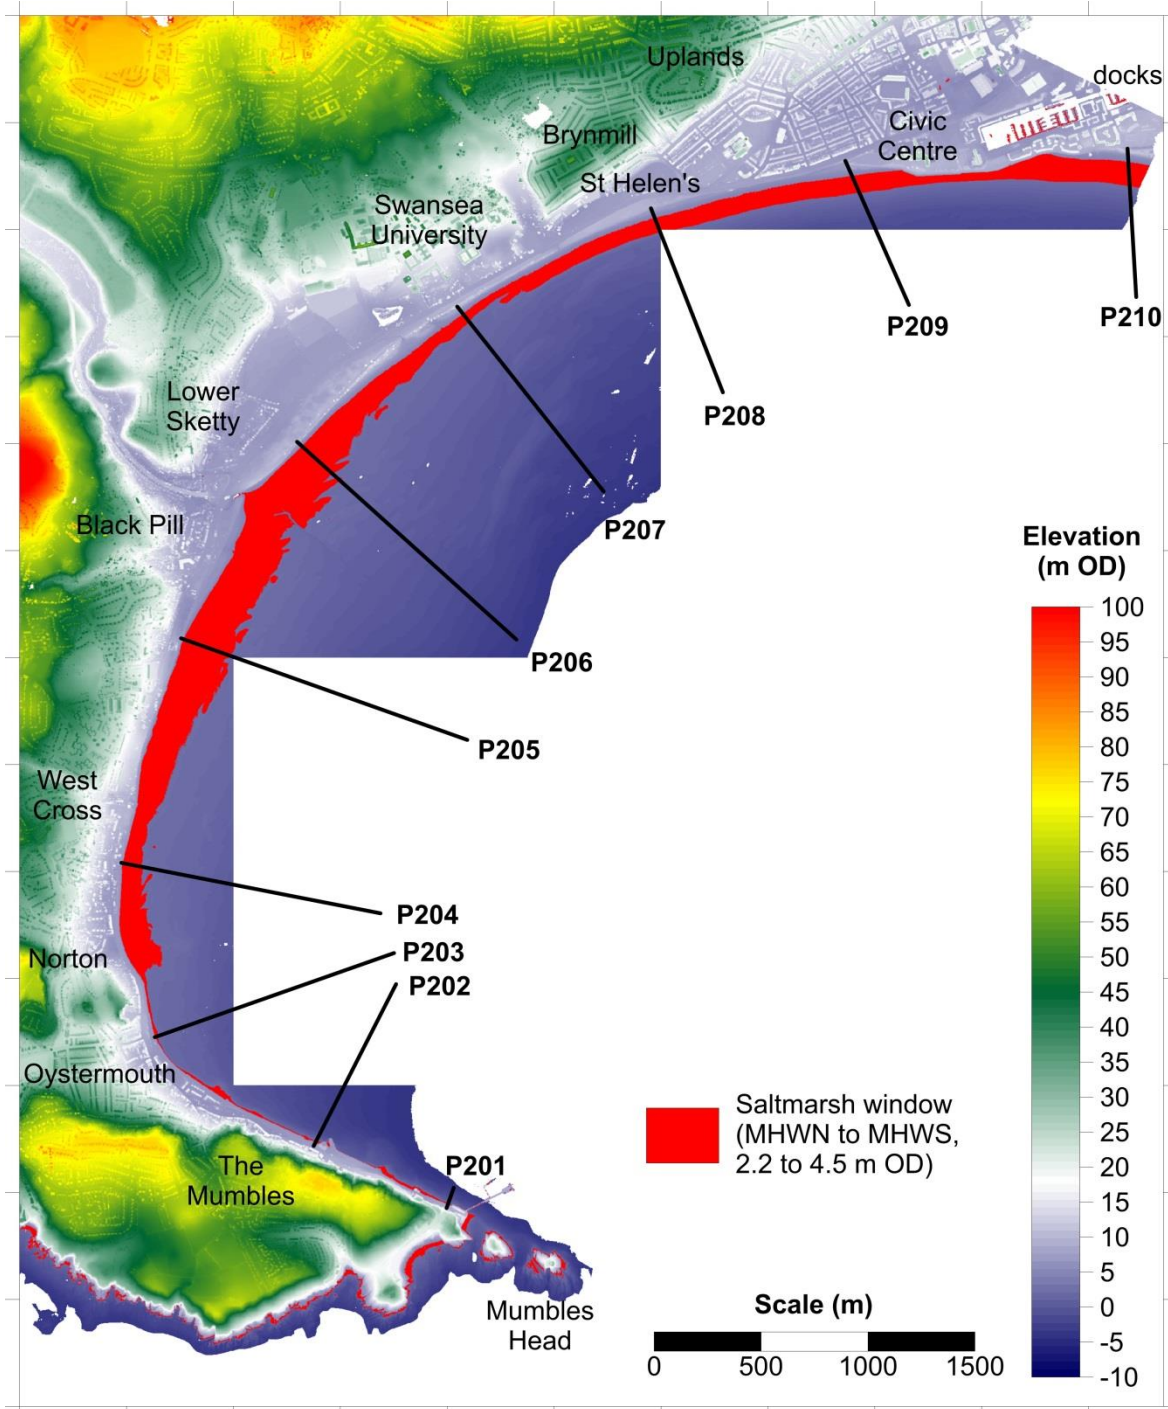 Uplands
docks
Brynmill
Civic
Centre
St Helen's
Swansea
University
P209
P210
Lower
Sketty
P208
Black Pill
P207
Elevation
(m OD)
P206
100
95
90
85
80
75
70
65
60
55
50
45
40
35
30
25
20
15
10
5
0
-5
-10
P205
West
Cross
P204
P203
Norton
P202
Oystermouth
Saltmarsh window
(MHWN to MHWS,
2.2 to 4.5 m OD)
The
Mumbles
P201
Mumbles
Head
Scale (m)
0 500 1000 1500